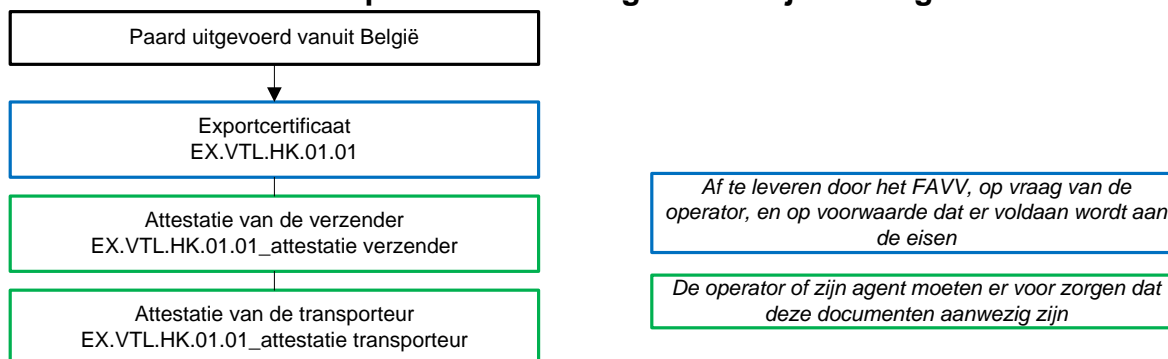 Paard uitgevoerd vanuit België
Exportcertificaat
EX.VTL.HK.01.01
Attestatie van de verzender
EX.VTL.HK.01.01_attestatie verzender
Attestatie van de transporteur
EX.VTL.HK.01.01_attestatie transporteur
Af te leveren door het FAVV, op vraag van de
operator, en op voorwaarde dat er voldaan wordt aan
de eisen
De operator of zijn agent moeten er voor zorgen dat
deze documenten aanwezig zijn